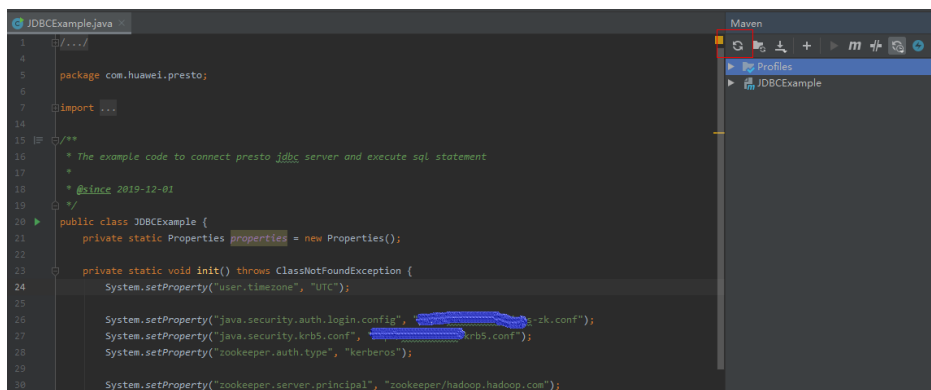 JDBCExample.java
1 /.../
4
5 package com.huawei.presto;
6
7 import ...
14
15 /**
16 * The example code to connect presto jdbc server and execute sql statement
17 *
18 * @since 2019-12-01
19 */
20 public class JDBCExample {
21 private static Properties properties = new Properties();
22
23 private static void init() throws ClassNotFoundException {
24 System.setProperty("user.timezone", "UTC");
25
26 System.setProperty("java.security.auth.login.config", " s-zk.conf");
27 System.setProperty("java.security.krb5.conf", " krb5.conf");
28 System.setProperty("zookeeper.auth.type", "kerberos");
29
30 System.setProperty("zookeeper.server.principal", "zookeeper/hadoop.hadoop.com");
Maven
m
Profiles
JDBCExample